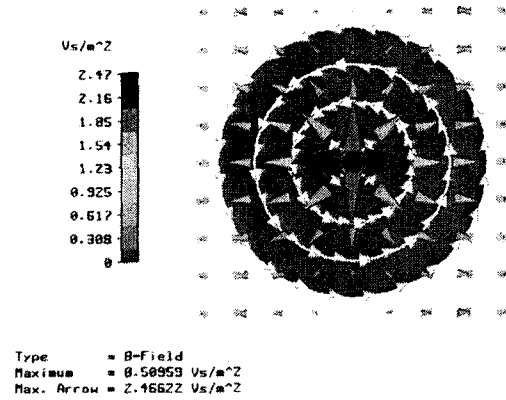 Vs/m^2
2.47
2.16
1.85
1.54
1.23
0.925
0.617
0.308
0
Type = B-Field
Maximum = 0.50959 Vs/m^2
Max. Arrow = 2.46622 Vs/m^2